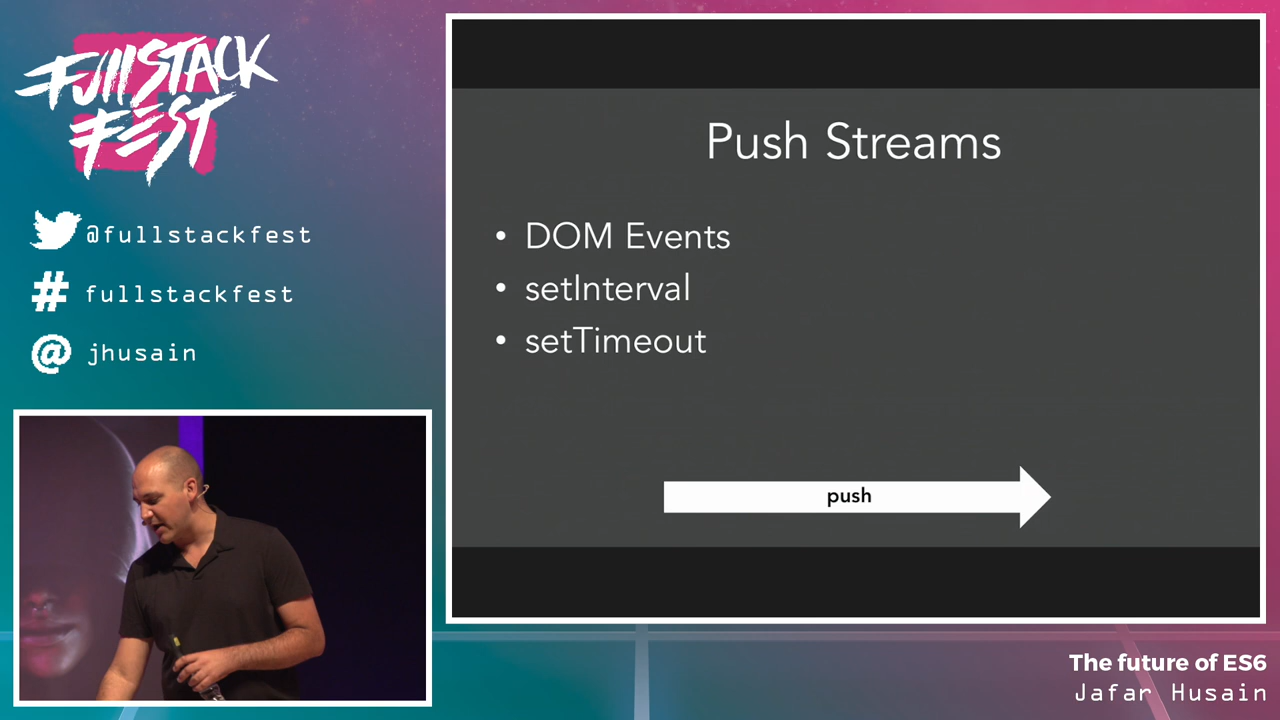 FullStack
Fest
@fullstackfest
# fullstackfest
@ jhusain
Push Streams
• DOM Events
• setInterval
• setTimeout
push
The future of ES6
Jafar Husain